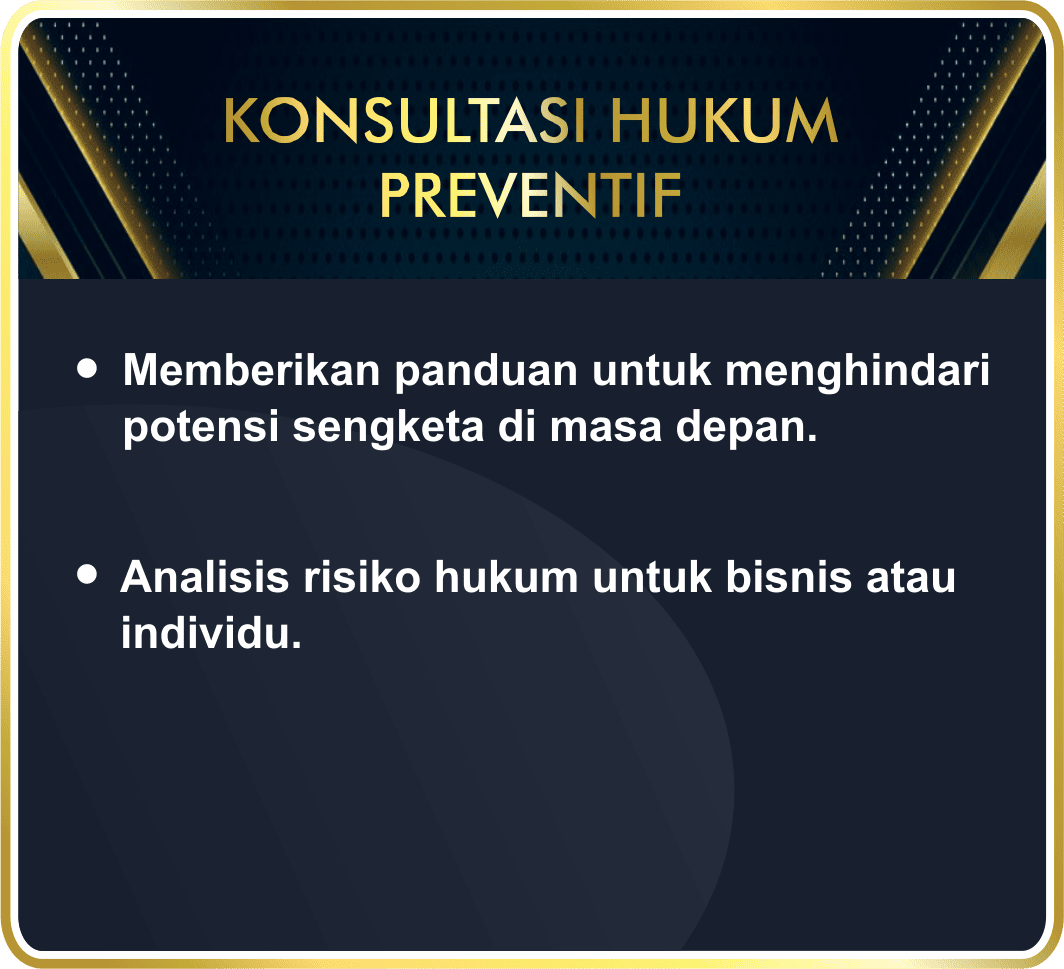 KONSULTASI HUKUM
PREVENTIF
• Memberikan panduan untuk menghindari
potensi sengketa di masa depan.
• Analisis risiko hukum untuk bisnis atau
individu.